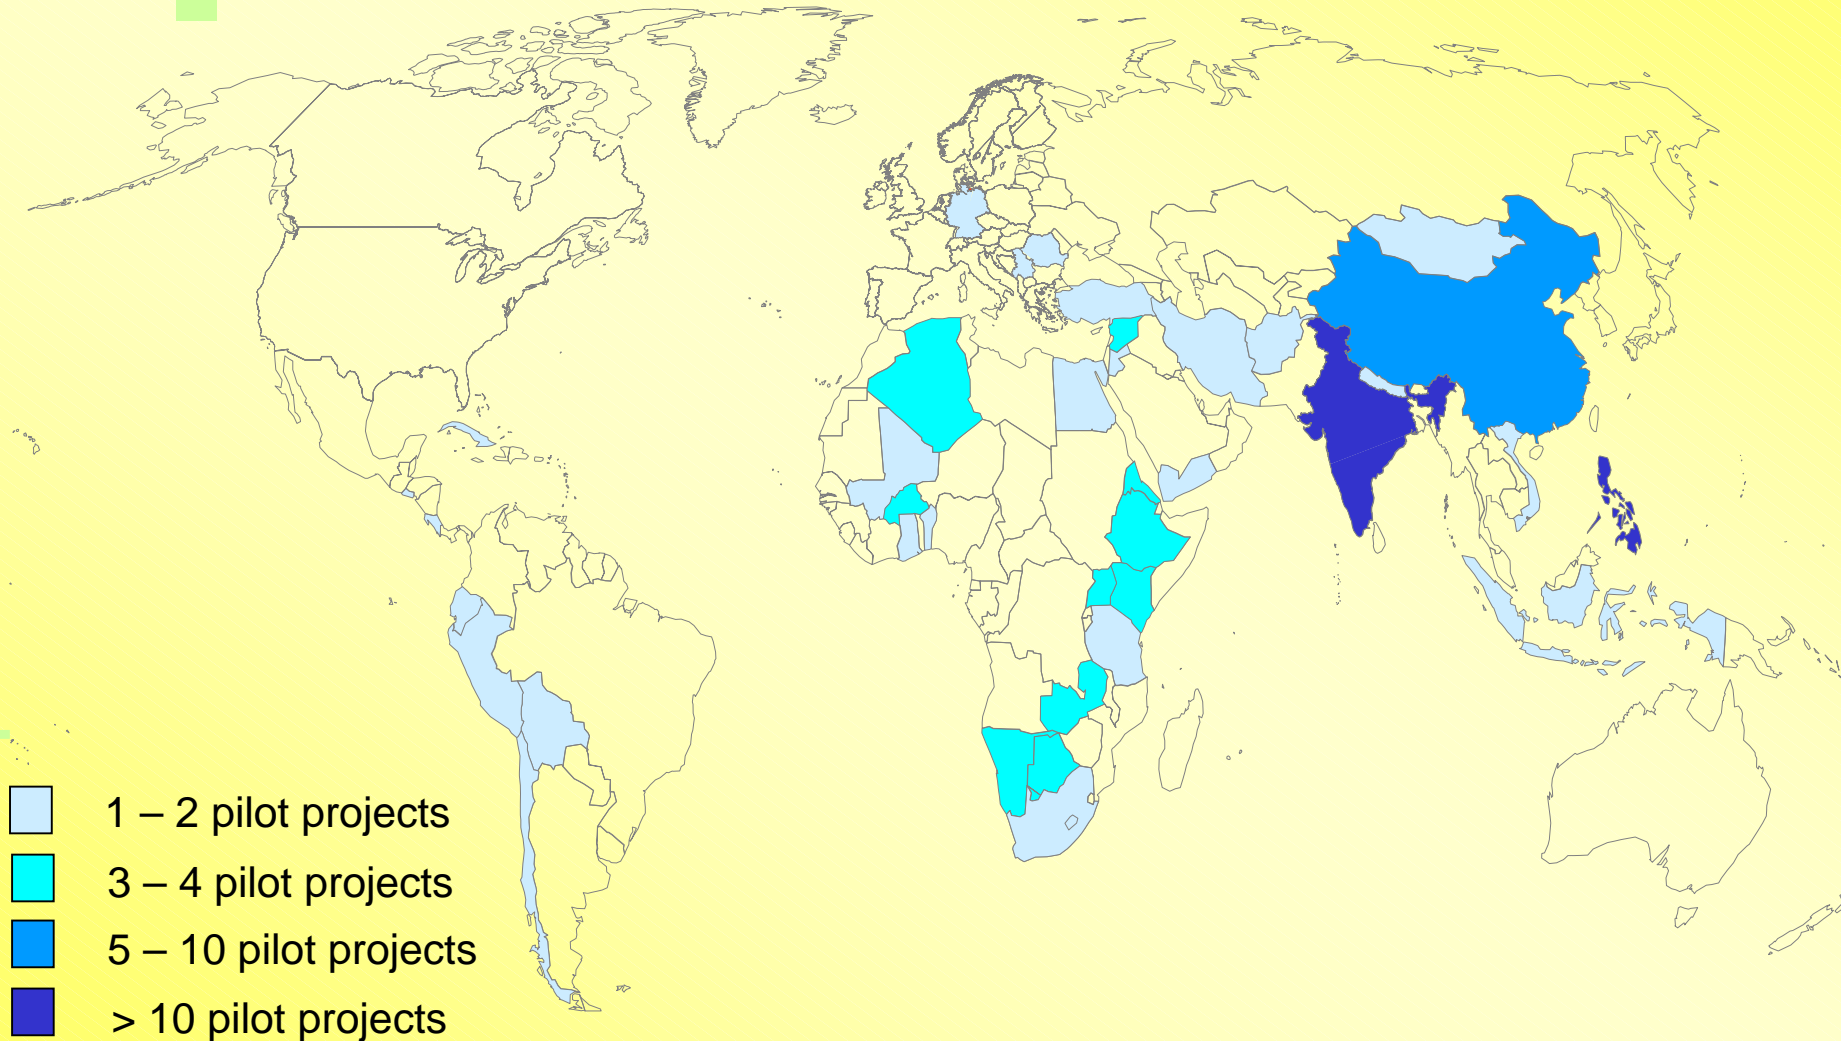 1 – 2 pilot projects
3 – 4 pilot projects
5 – 10 pilot projects
> 10 pilot projects